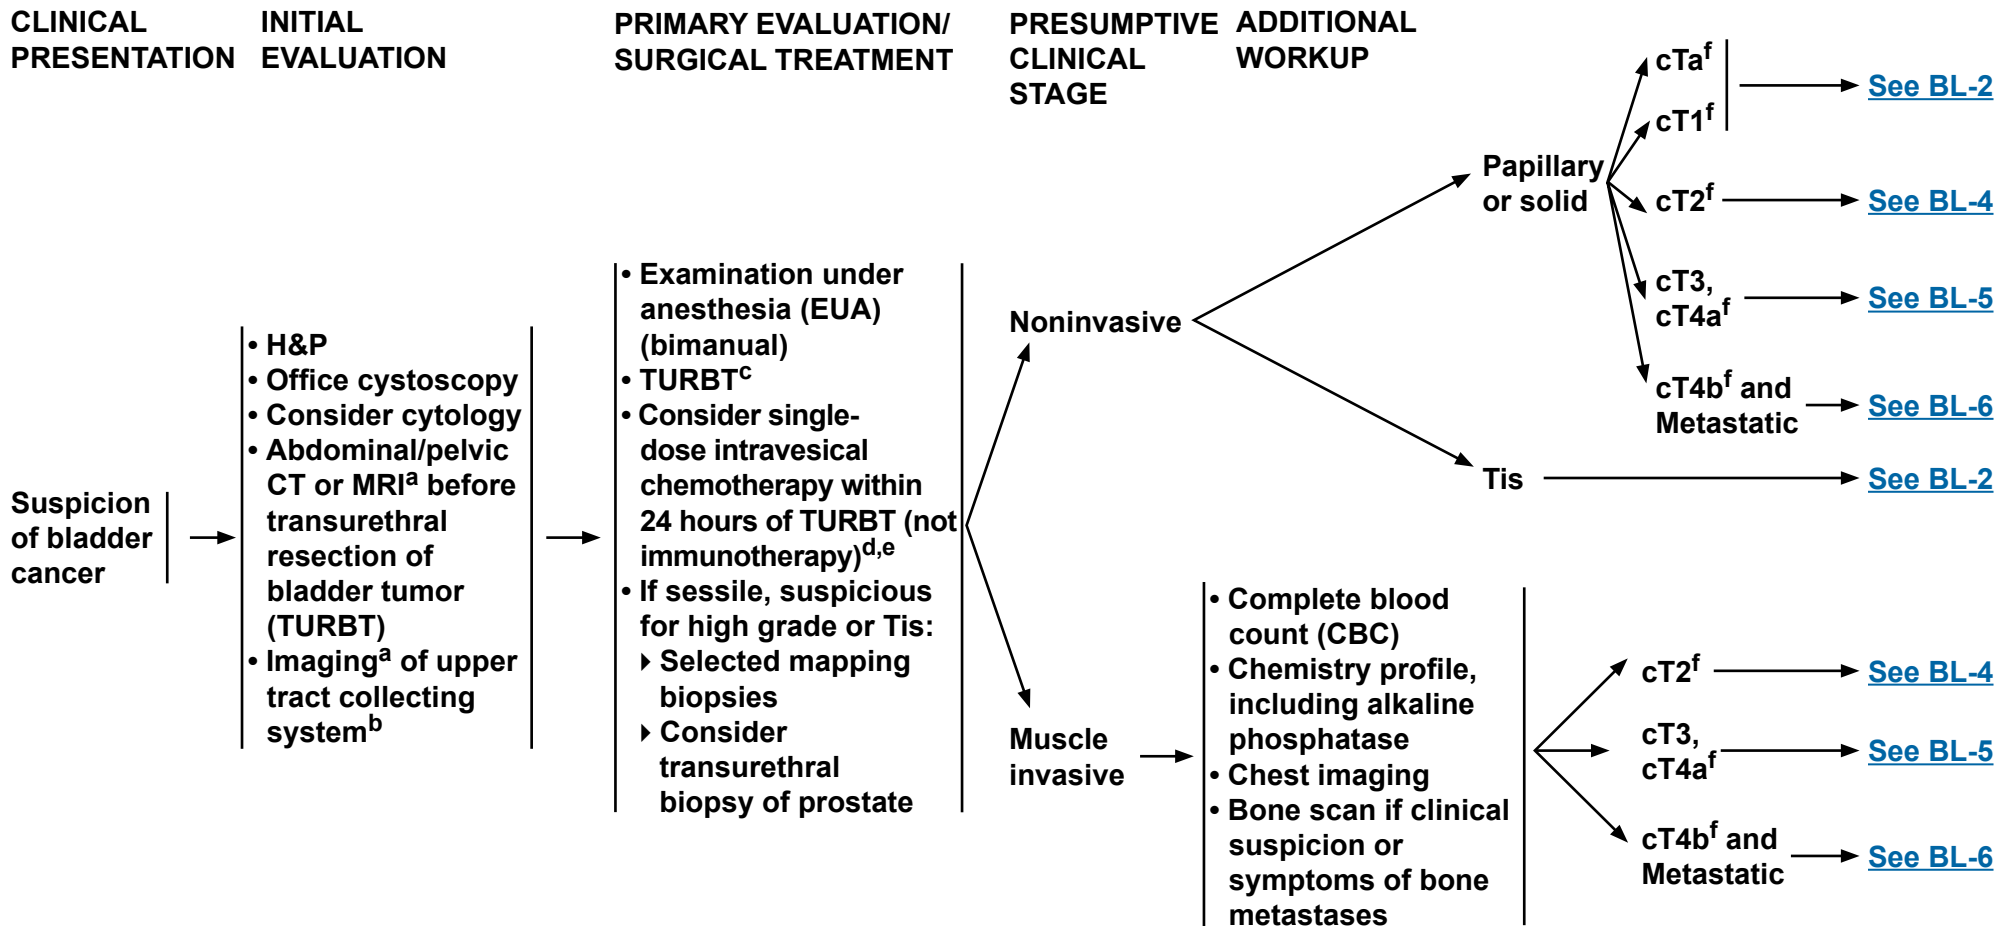 CLINICAL
PRESENTATION
INITIAL
EVALUATION
PRIMARY EVALUATION/
SURGICAL TREATMENT
PRESUMPTIVE
CLINICAL
STAGE
ADDITIONAL
WORKUP
Suspicion
of bladder
cancer
• H&P
• Office cystoscopy
• Consider cytology
• Abdominal/pelvic
CT or MRIa before
transurethral
resection of
bladder tumor
(TURBT)
• Imaginga of upper
tract collecting
systemb
• Examination under
anesthesia (EUA)
(bimanual)
• TURBTc
• Consider single-
dose intravesical
chemotherapy within
24 hours of TURBT (not
immunotherapy)d,e
• If sessile, suspicious
for high grade or Tis:
▸ Selected mapping
biopsies
▸ Consider
transurethral
biopsy of prostate
Noninvasive
Papillary
or solid
cTaf
cT1f
See BL-2
cT2f
See BL-4
cT3,
cT4af
See BL-5
cT4bf and
Metastatic
See BL-6
Tis
See BL-2
Muscle
invasive
• Complete blood
count (CBC)
• Chemistry profile,
including alkaline
phosphatase
• Chest imaging
• Bone scan if clinical
suspicion or
symptoms of bone
metastases
cT2f
See BL-4
cT3,
cT4af
See BL-5
cT4bf and
Metastatic
See BL-6